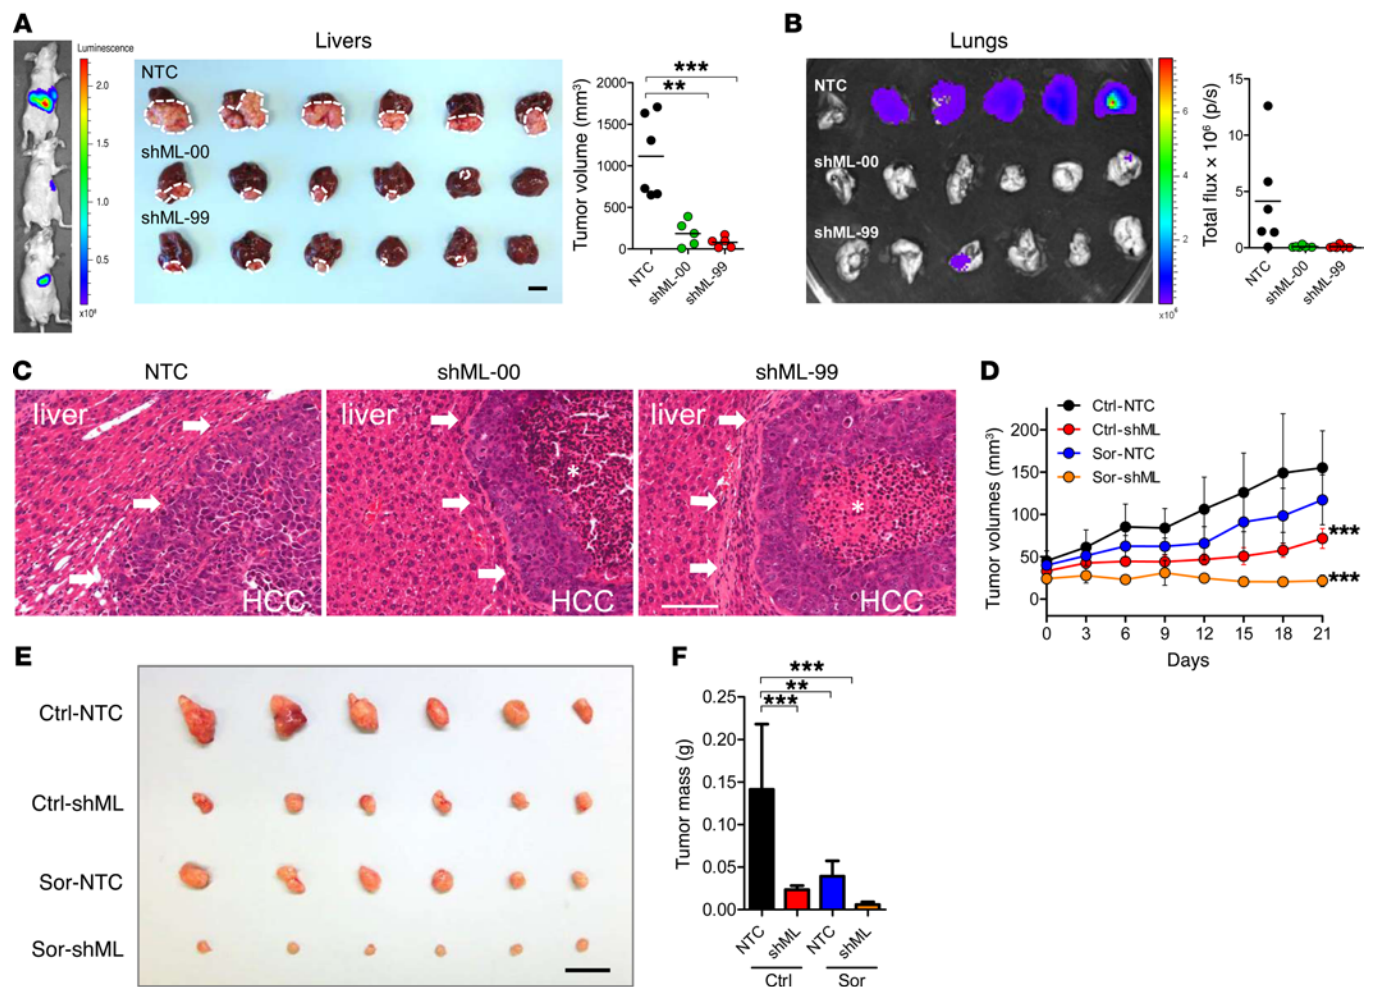 A
Livers
Luminescence
2.0
1.5
1.0
0.5
NTC
shML-00
shML-99
Tumor volume (mm³)
2000
1500
1000
500
0
***
**
NTC
shML-00
shML-99
B
Lungs
NTC
shML-00
shML-99
6
4
2
x10⁶
Total flux × 10⁶ (p/s)
15
10
5
0
NTC
shML-00
shML-99
C
NTC
shML-00
shML-99
liver
HCC
liver
*
HCC
liver
*
HCC
D
Ctrl-NTC
Ctrl-shML
Sor-NTC
Sor-shML
Tumor volumes (mm³)
200
150
100
50
0
***
***
0 3 6 9 12 15 18 21
Days
E
Ctrl-NTC
Ctrl-shML
Sor-NTC
Sor-shML
F
Tumor mass (g)
0.25
0.20
0.15
0.10
0.05
0.00
***
**
***
NTC shML NTC shML
Ctrl Sor